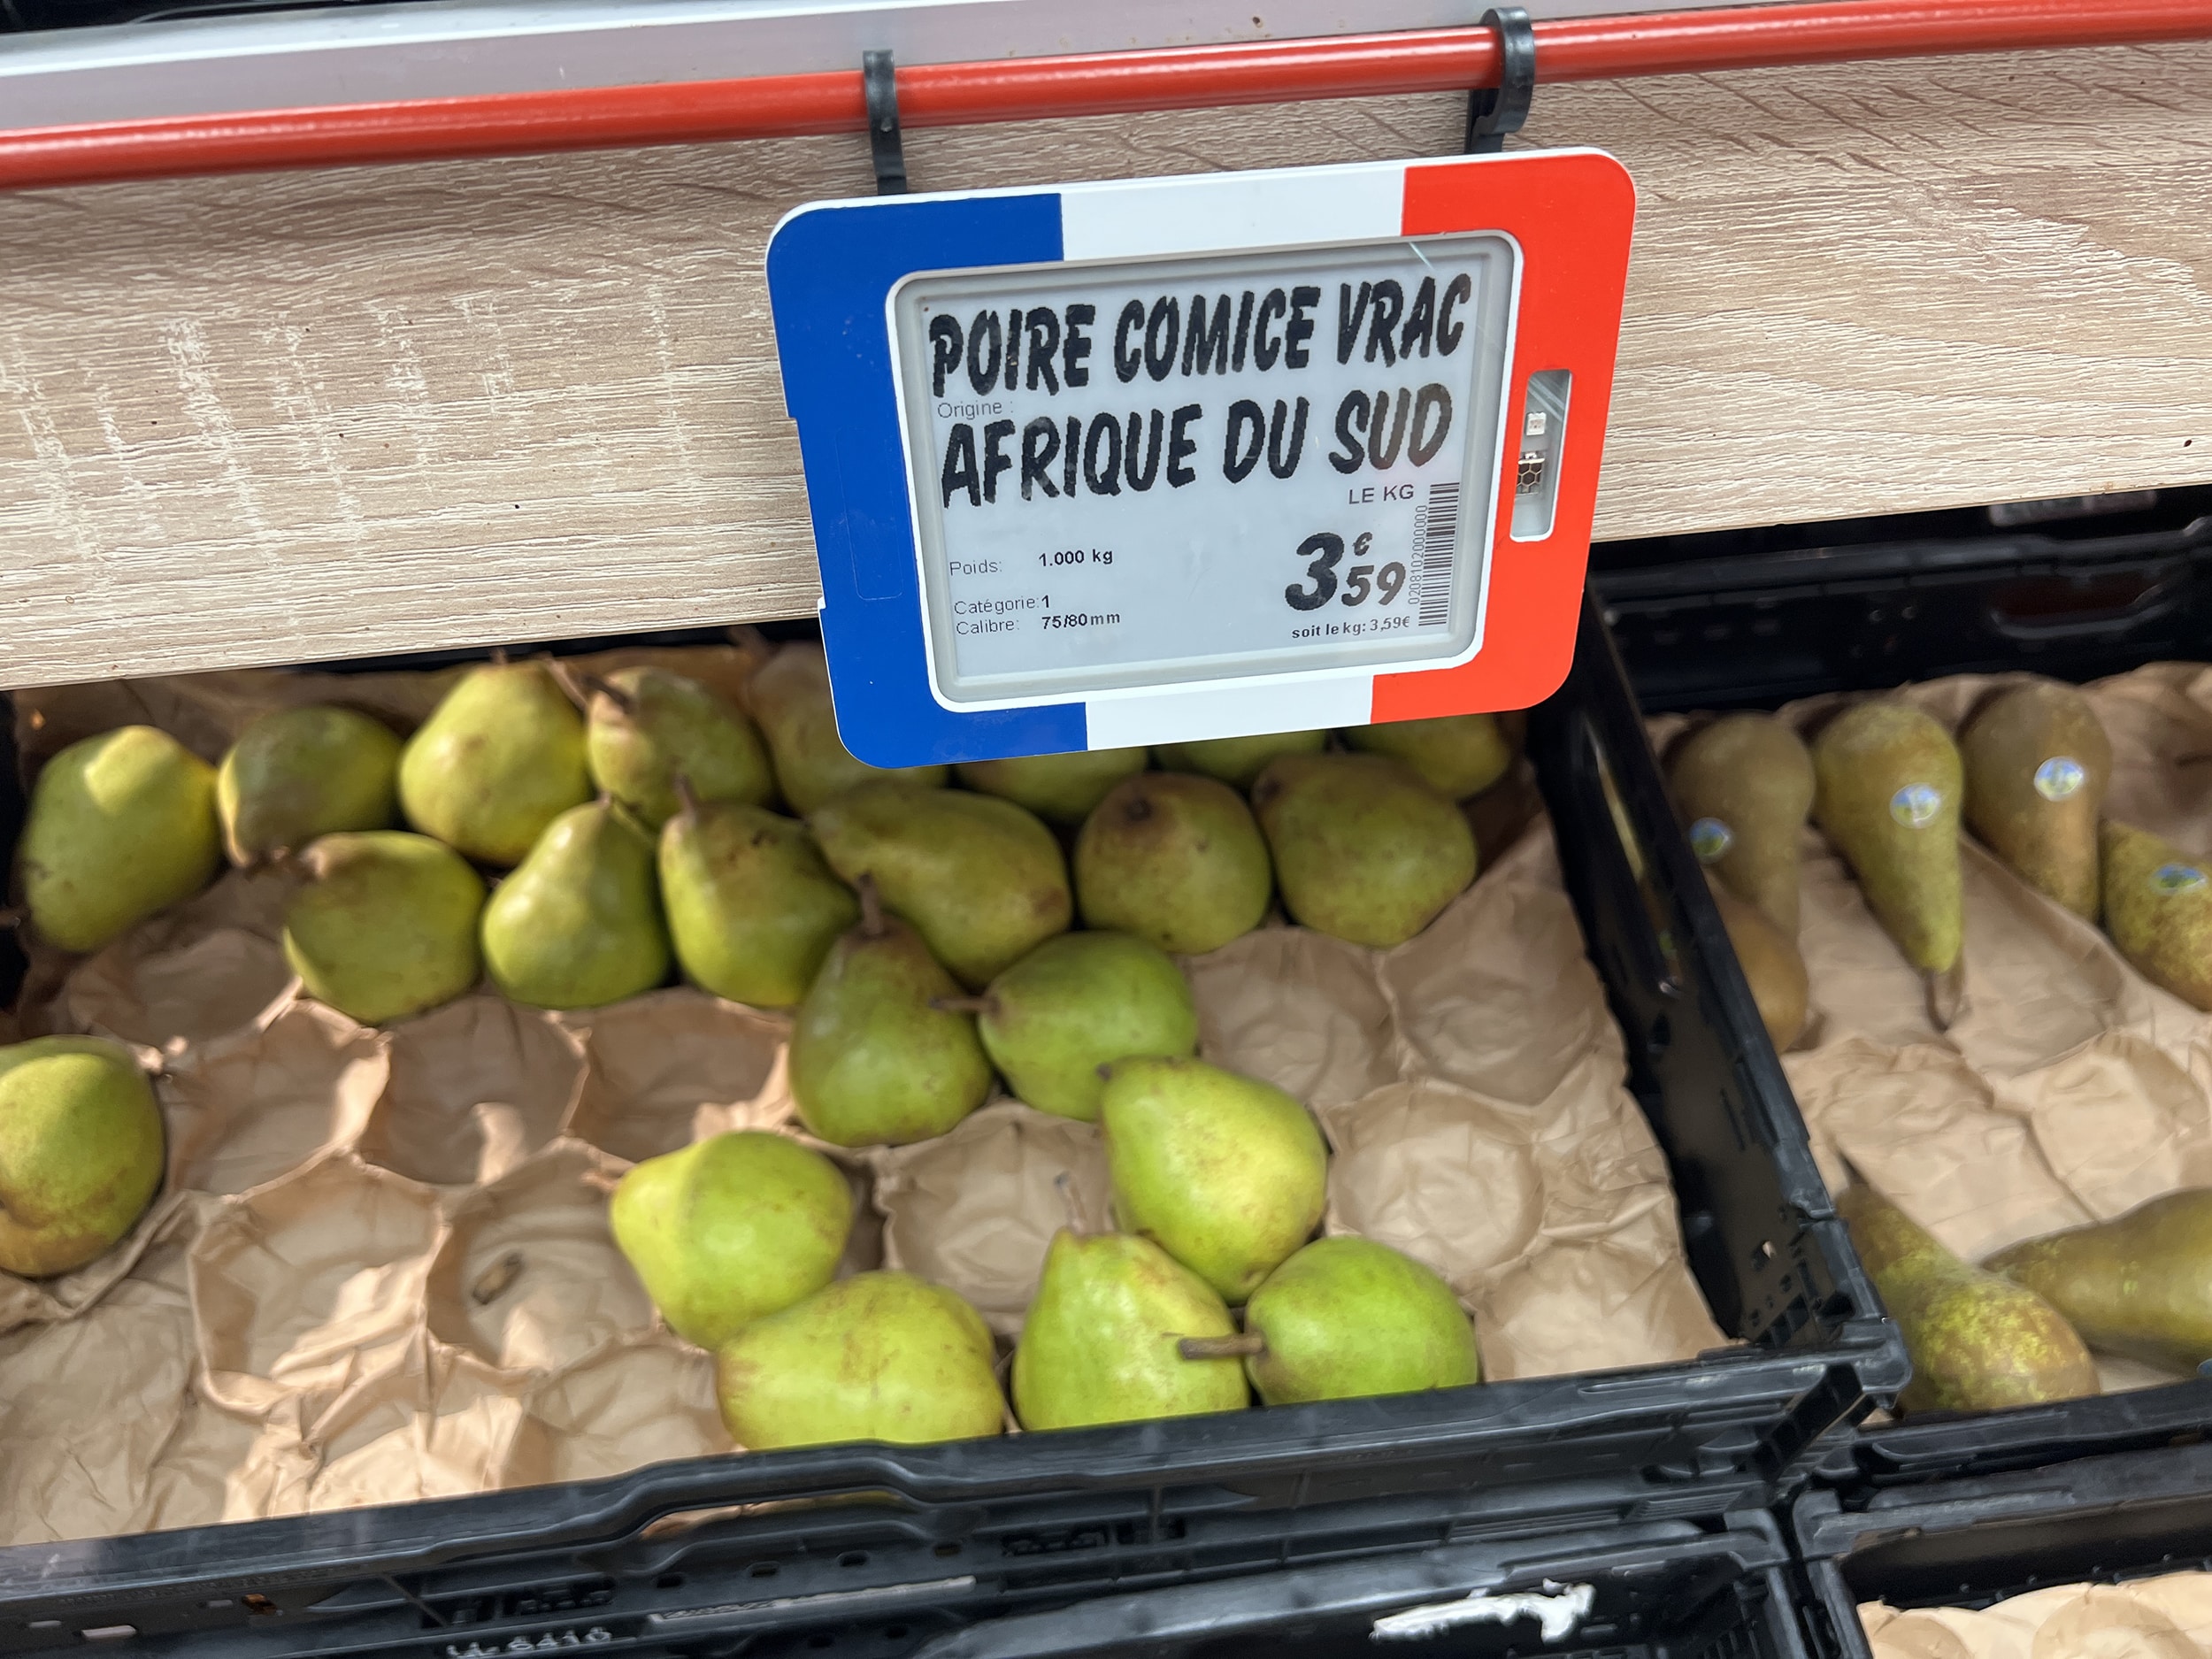 POIRE COMICE VRAC
Origine :
AFRIQUE DU SUD
LE KG
Poids: 1.000 kg
3€59
Catégorie:1
Calibre: 75/80mm
soit le kg: 3,59€
0208102000000